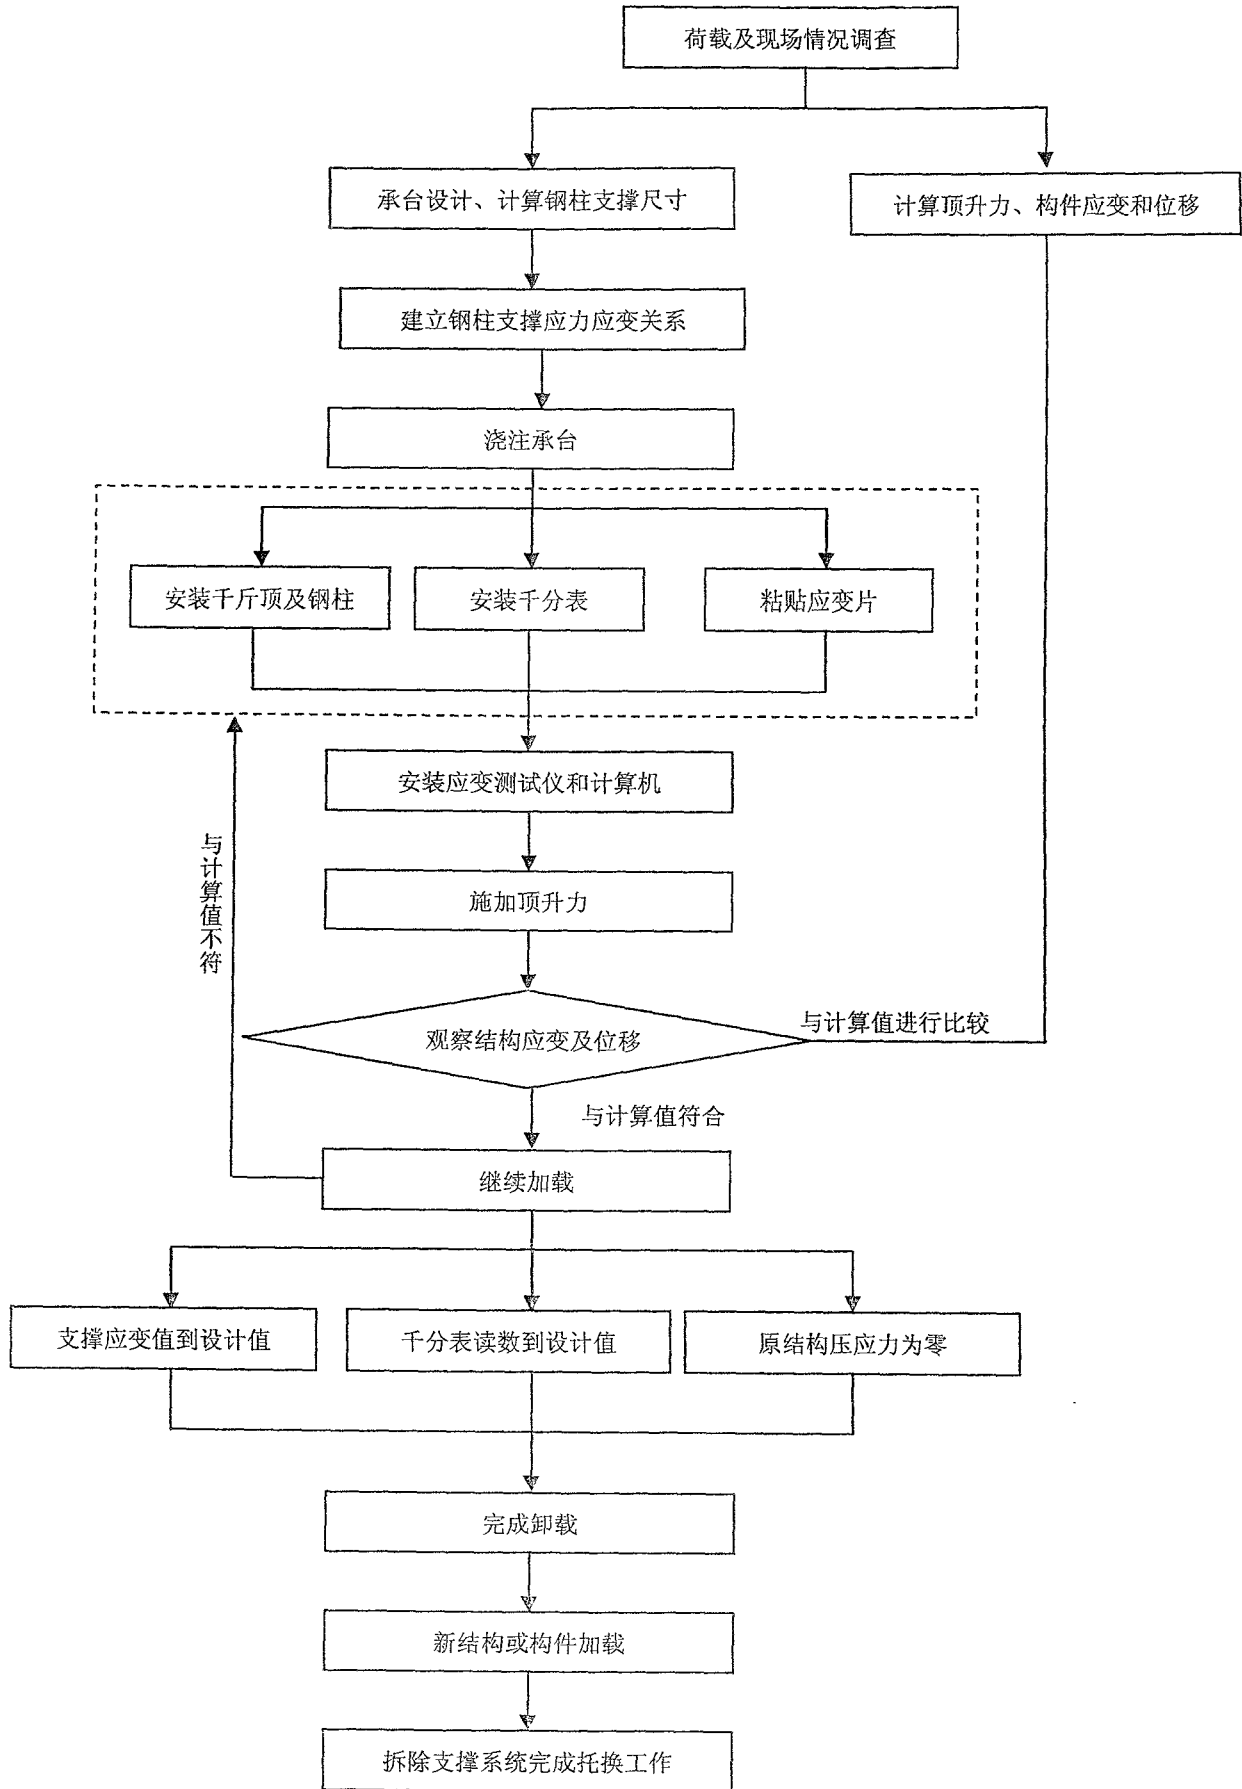 荷载及现场情况调查
承台设计、计算钢柱支撑尺寸
计算顶升力、构件应变和位移
建立钢柱支撑应力应变关系
浇注承台
安装千斤顶及钢柱
安装千分表
粘贴应变片
安装应变测试仪和计算机
与计算值不符
施加顶升力
观察结构应变及位移
与计算值进行比较
与计算值符合
继续加载
支撑应变值到设计值
千分表读数到设计值
原结构压应力为零
完成卸载
新结构或构件加载
拆除支撑系统完成托换工作